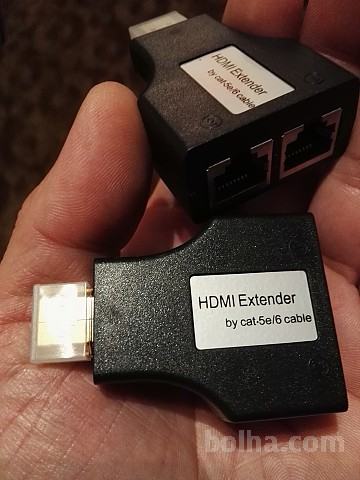 HDMI Extender
by cat-5e/6 cable
HDMI Extender
by cat-5e/6 cable
bolha.com